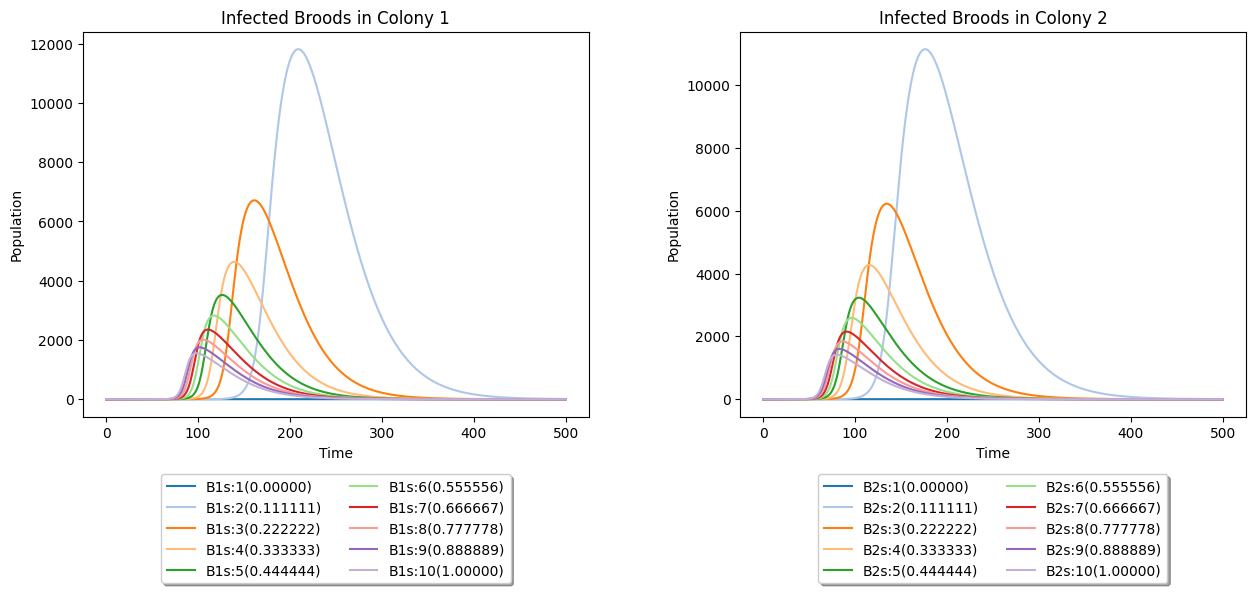 Infected Broods in Colony 1
Population
12000
10000
8000
6000
4000
2000
0
0 100 200 300 400 500
Time
B1s:1(0.00000) B1s:6(0.555556)
B1s:2(0.111111) B1s:7(0.666667)
B1s:3(0.222222) B1s:8(0.777778)
B1s:4(0.333333) B1s:9(0.888889)
B1s:5(0.444444) B1s:10(1.00000)
Infected Broods in Colony 2
Population
10000
8000
6000
4000
2000
0
0 100 200 300 400 500
Time
B2s:1(0.00000) B2s:6(0.555556)
B2s:2(0.111111) B2s:7(0.666667)
B2s:3(0.222222) B2s:8(0.777778)
B2s:4(0.333333) B2s:9(0.888889)
B2s:5(0.444444) B2s:10(1.00000)